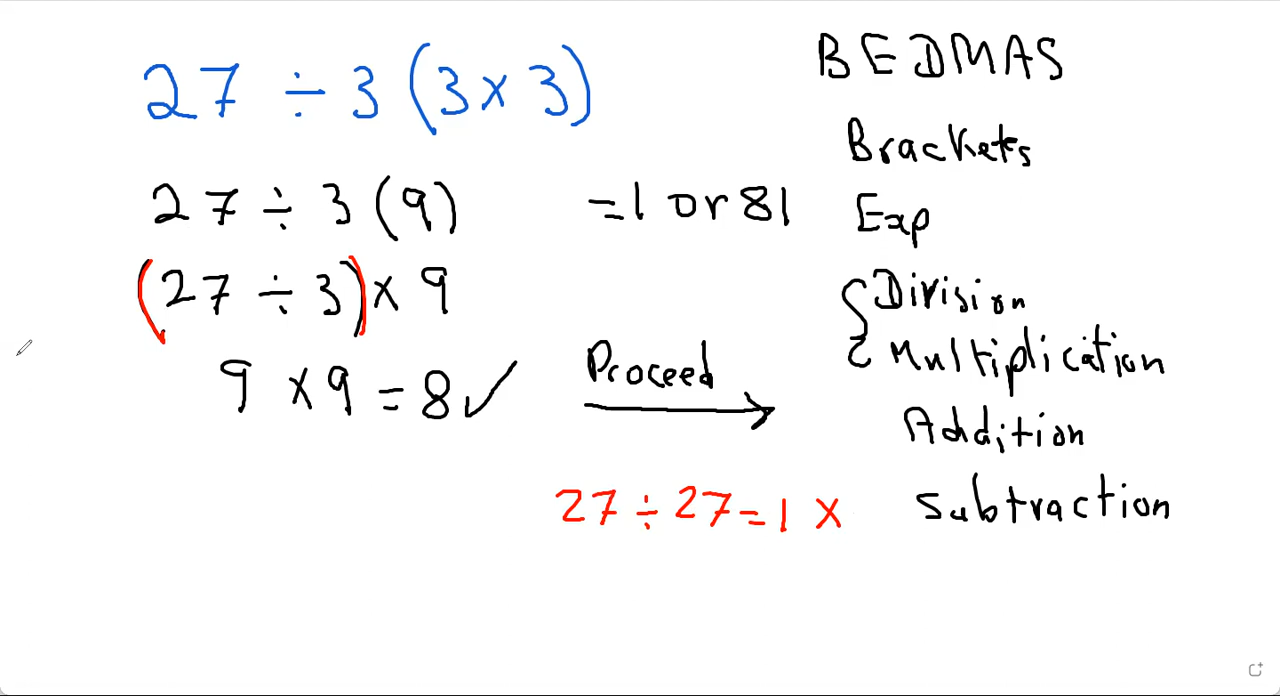 27 ÷ 3 (3 x 3)
27 ÷ 3 (9) =1 or 81
(27 ÷ 3) x 9
9 x 9 = 8✓
Proceed
27 ÷ 27 = 1 X
BEDMAS
Brackets
Exp
Division
Multiplication
Addition
Subtraction